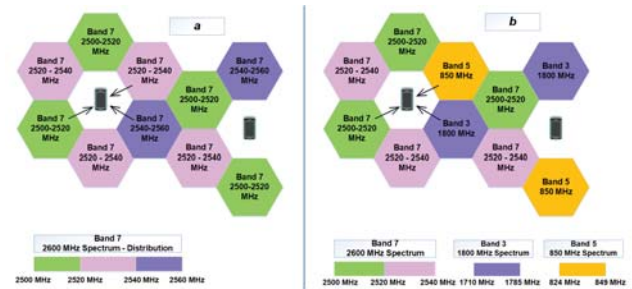 a
Band 7
2500-2520
MHz
Band 7
2520 - 2540
MHz
Band 7
2520 - 2540
MHz
Band 7
2540-2560
MHz
Band 7
2500-2520
MHz
Band 7
2500-2520
MHz
Band 7
2540-2560
MHz
Band 7
2520 - 2540
MHz
Band 7
2520 - 2540
MHz
Band 7
2500-2520
MHz
Band 7
2600 MHz Spectrum - Distribution
2500 MHz 2520 MHz 2540 MHz 2560 MHz
b
Band 7
2500-2520
MHz
Band 7
2520 - 2540
MHz
Band 5
850 MHz
Band 3
1800 MHz
Band 7
2500-2520
MHz
Band 7
2500-2520
MHz
Band 3
1800 MHz
Band 7
2520 - 2540
MHz
Band 7
2520 - 2540
MHz
Band 5
850 MHz
Band 7
2600 MHz Spectrum
2500 MHz 2520 MHz 2540 MHz
Band 3
1800 MHz Spectrum
1710 MHz 1785 MHz
Band 5
850 MHz Spectrum
824 MHz 849 MHz